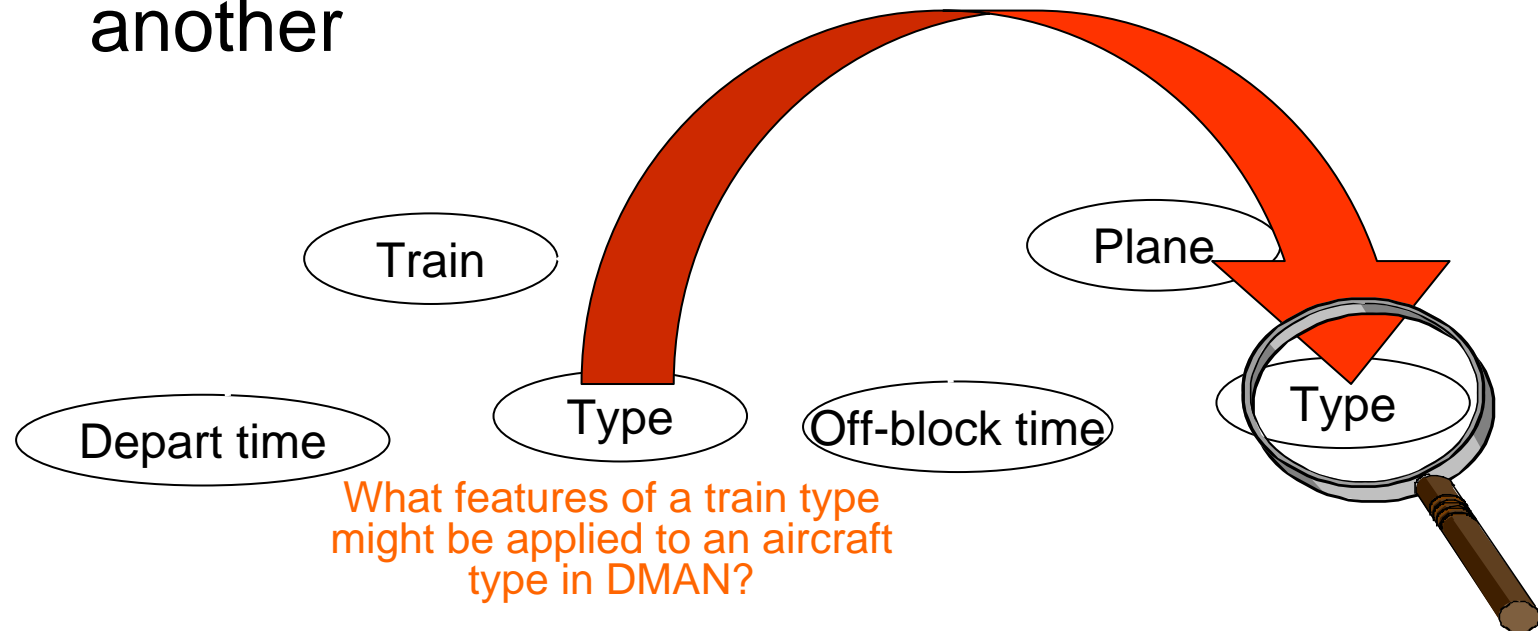 another
Train
Plane
Depart time
Type
Off-block time
Type
What features of a train type
might be applied to an aircraft
type in DMAN?